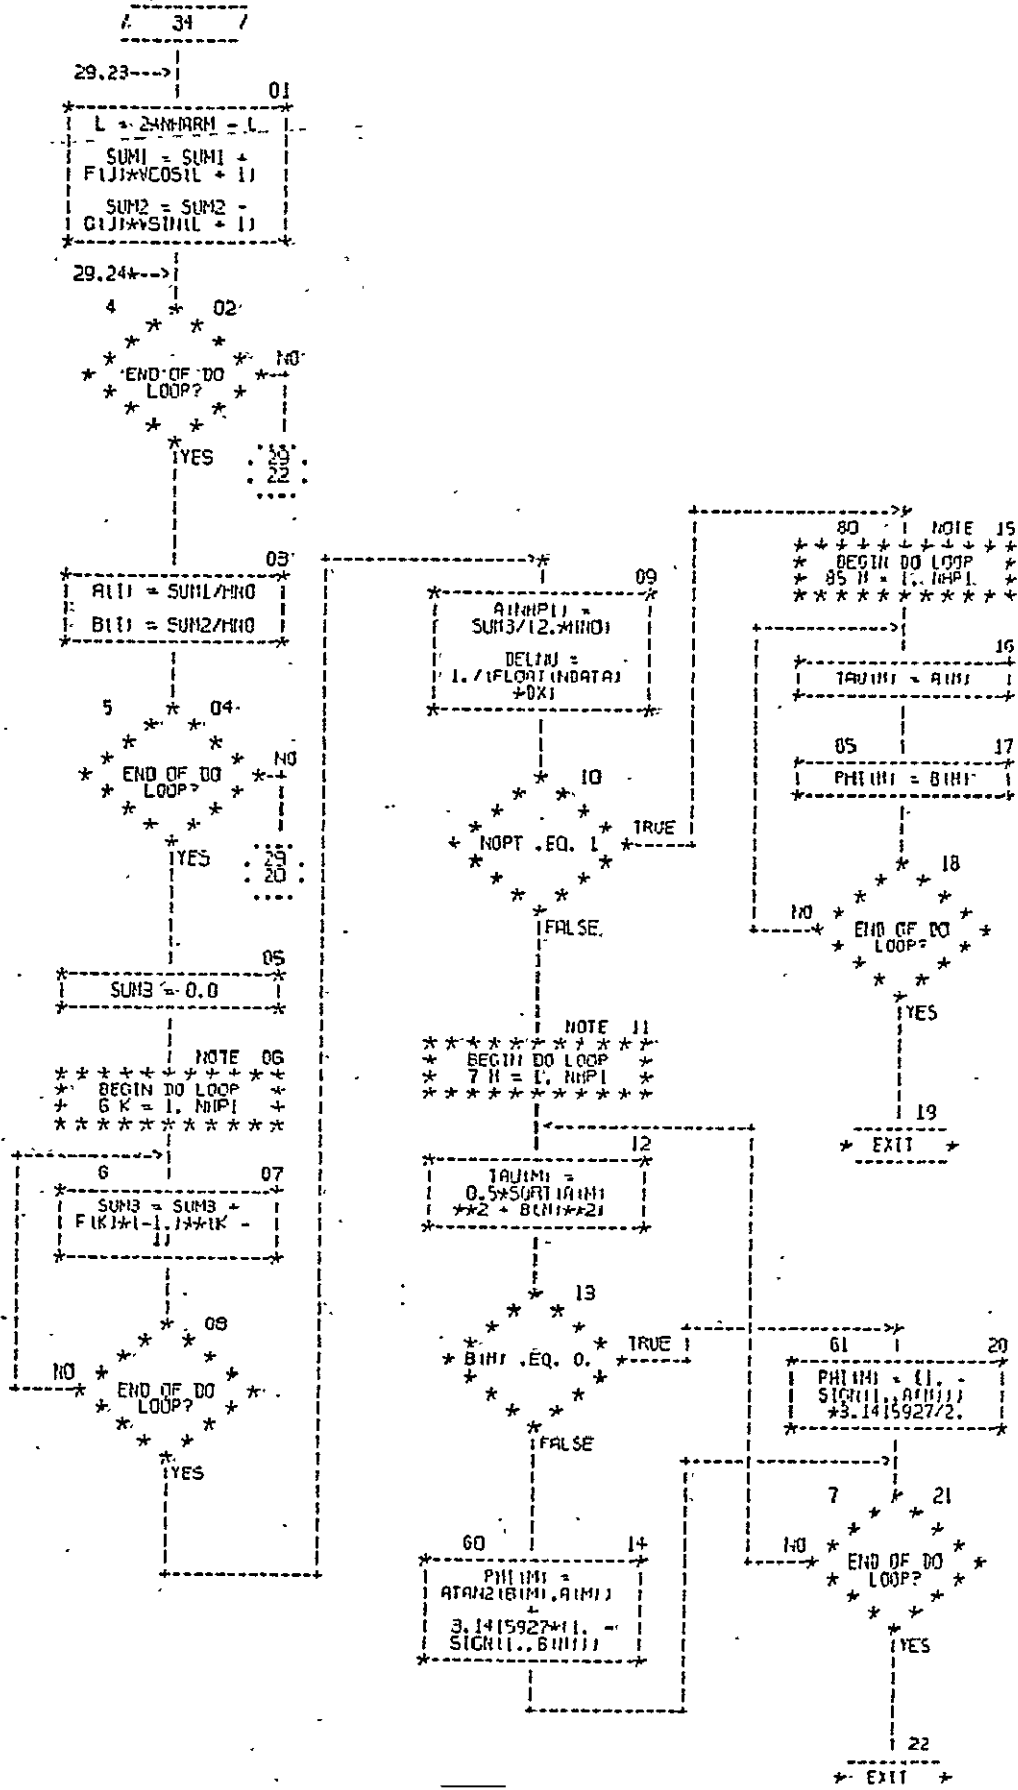 34
29.23--->
01
L = 2*NHARM - L
SUM1 = SUM1 +
F(J)*VCOS(L + 1)
SUM2 = SUM2 -
G(J)*VSIN(L + 1)
29.24*-->
4 02
END OF DO
LOOP?
NO
YES
29
22
03
A(I) = SUM1/HNO
B(I) = SUM2/HNO
5 04
END OF DO
LOOP?
NO
YES
29
20
05
SUM3 = 0.0
NOTE 06
BEGIN DO LOOP
6 K = 1, NHP1
6 07
SUM3 = SUM3 +
F(K)*(-1.)**(K -
1)
08
NO
END OF DO
LOOP?
YES
09
A(NHP1) =
SUM3/(2.*HNO)
DELNU =
1./(FLOAT(NDATA)
*DX)
10
NOPT .EQ. 1
TRUE
FALSE
NOTE 11
BEGIN DO LOOP
7 M = 1, NHP1
12
TAU(M) =
0.5*SQRT(A(M)
**2 + B(M)**2)
13
B(M) .EQ. 0.
TRUE
FALSE
60 14
PHI(M) =
ATAN2(B(M),A(M))
+
3.1415927*(1. -
SIGN(1.,B(M)))
80 NOTE 15
BEGIN DO LOOP
85 M = 1, NHP1
16
TAU(M) = A(M)
85 17
PHI(M) = B(M)
18
NO
END OF DO
LOOP?
YES
19
EXIT
61 20
PHI(M) = (1. -
SIGN(1.,A(M)))
*3.1415927/2.
7 21
NO
END OF DO
LOOP?
YES
22
EXIT